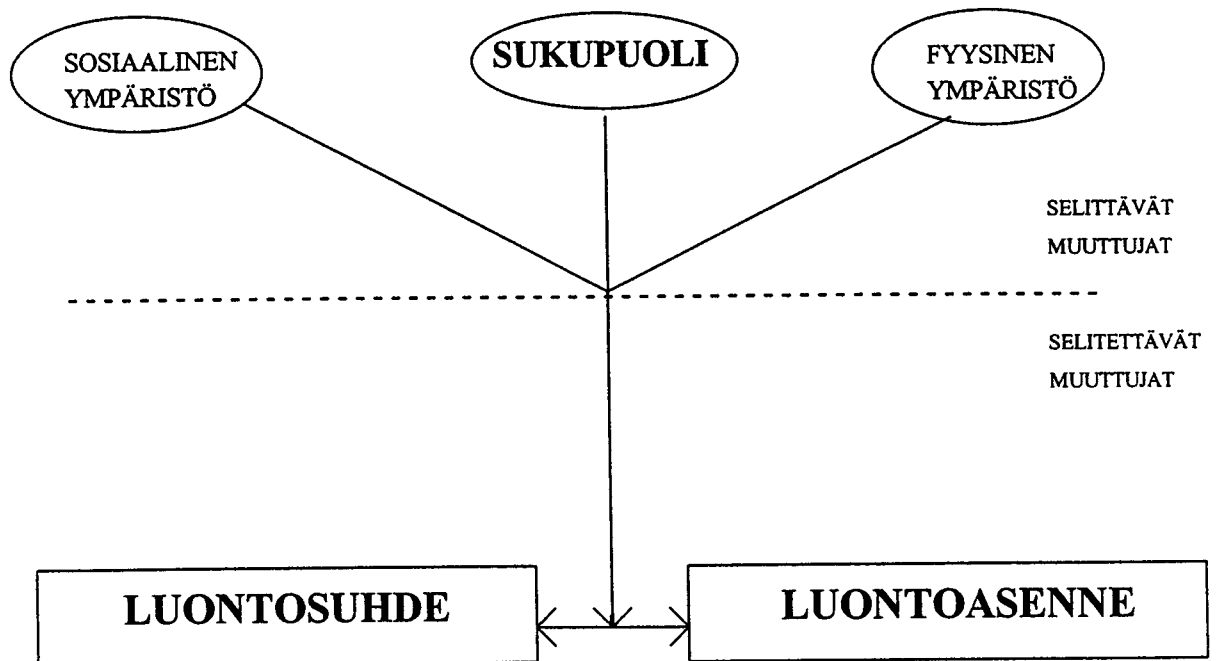 SOSIAALINEN
YMPÄRISTÖ
SUKUPUOLI
FYYSINEN
YMPÄRISTÖ
SELITTÄVÄT
MUUTTUJAT
SELITETTÄVÄT
MUUTTUJAT
LUONTOSUHDE
LUONTOASENNE